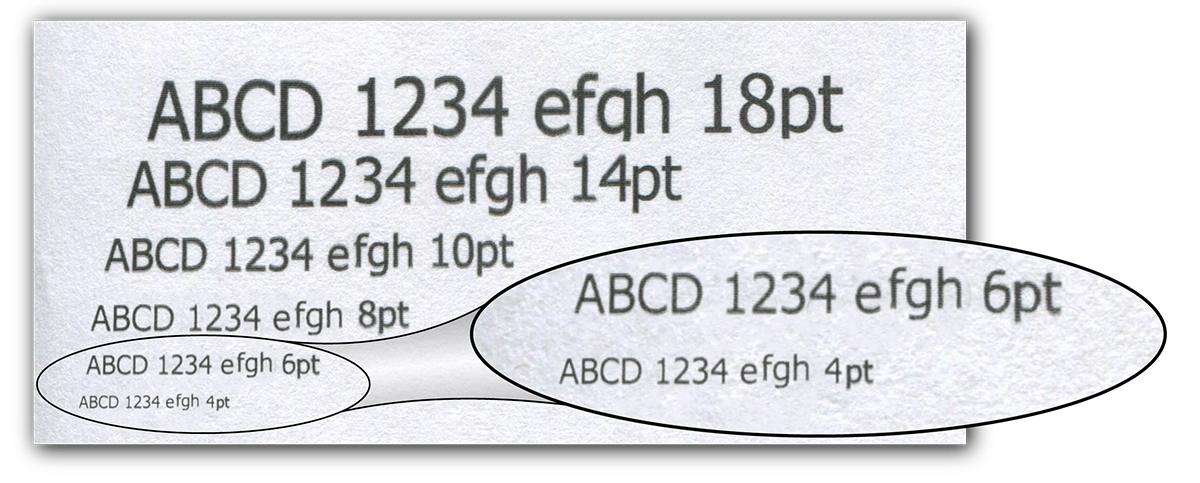 ABCD 1234 efgh 18pt
ABCD 1234 efgh 14pt
ABCD 1234 efgh 10pt
ABCD 1234 efgh 8pt
ABCD 1234 efgh 6pt
ABCD 1234 efgh 4pt
ABCD 1234 efgh 6pt
ABCD 1234 efgh 4pt